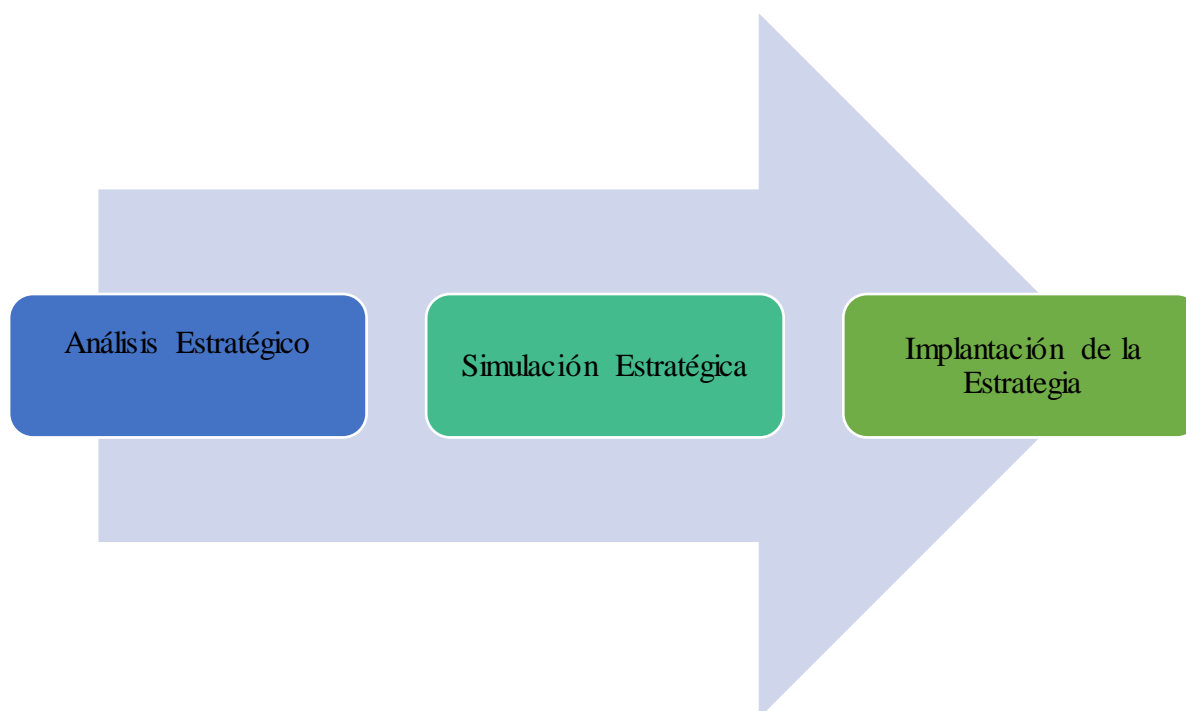 Análisis Estratégico
Simulación Estratégica
Implantación de la
Estrategia